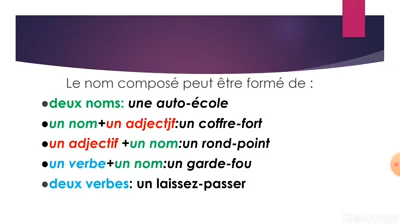 Le nom composé peut être formé de :
●deux noms: une auto-école
●un nom+un adjectif:un coffre-fort
●un adjectif +un nom:un rond-point
●un verbe+un nom:un garde-fou
●deux verbes: un laissez-passer